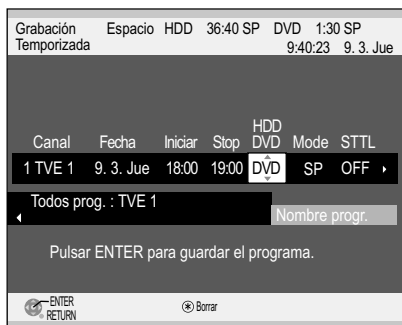 Grabación Espacio HDD 36:40 SP DVD 1:30 SP
Temporizada 9:40:23 9. 3. Jue
HDD
Canal Fecha Iniciar Stop DVD Mode STTL
1 TVE 1 9. 3. Jue 18:00 19:00 DVD SP OFF
Todos prog. : TVE 1
Nombre progr.
Pulsar ENTER para guardar el programa.
ENTER
RETURN
Borrar